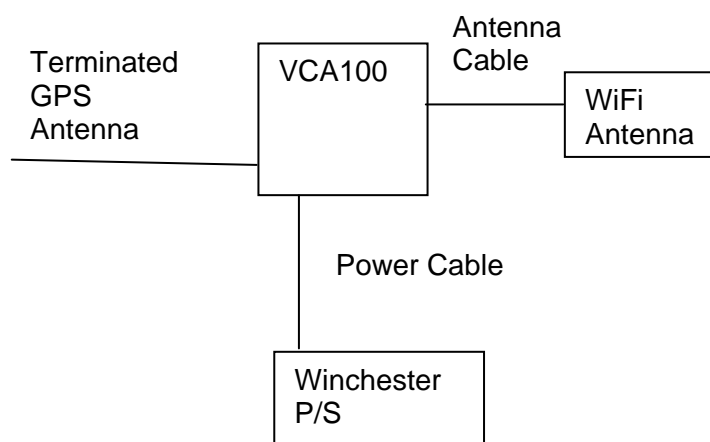 Terminated
GPS
Antenna
VCA100
Antenna
Cable
WiFi
Antenna
Power Cable
Winchester
P/S